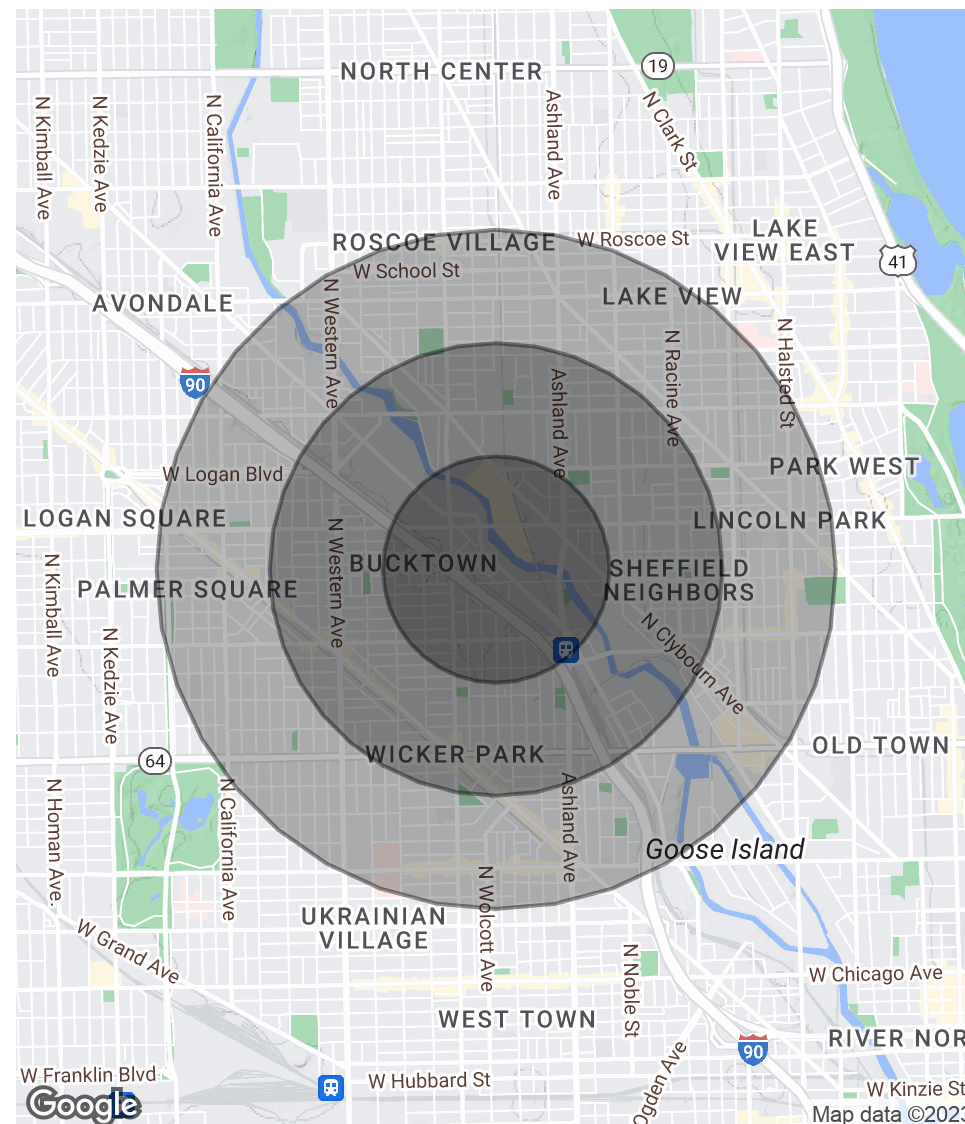 NORTH CENTER
19
N Kimball Ave
N Kedzie Ave
N California Ave
Ashland Ave
N Clark St
ROSCOE VILLAGE
W Roscoe St
LAKE
VIEW EAST
41
W School St
AVONDALE
N Western Ave
LAKE VIEW
N Racine Ave
N Halsted St
90
Ashland Ave
W Logan Blvd
PARK WEST
LOGAN SQUARE
LINCOLN PARK
N Western Ave
BUCKTOWN
SHEFFIELD
NEIGHBORS
N Kimball Ave
PALMER SQUARE
N Kedzie Ave
N Clybourn Ave
WICKER PARK
OLD TOWN
64
N Homan Ave.
N California Ave
Ashland Ave
Goose Island
N Wolcott Ave
UKRAINIAN
VILLAGE
W Grand Ave
N Noble St
W Chicago Ave
WEST TOWN
90
RIVER NOR
Ogden Ave
W Franklin Blvd
W Hubbard St
W Kinzie St
Google
Map data ©2023